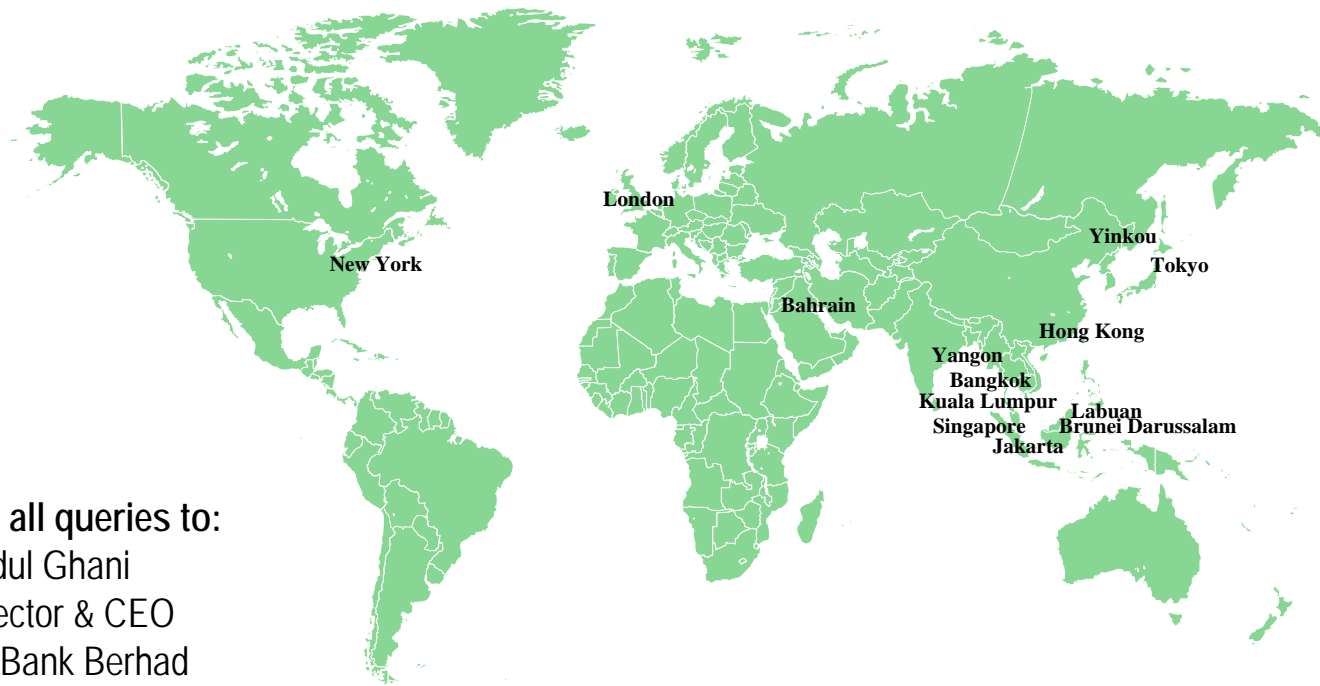 London
Yinkou
New York
Tokyo
Bahrain
Hong Kong
Yangon
Bangkok
Kuala Lumpur
Labuan
Singapore
Brunei Darussalam
Jakarta
all queries to:
dul Ghani
ector & CEO
Bank Berhad